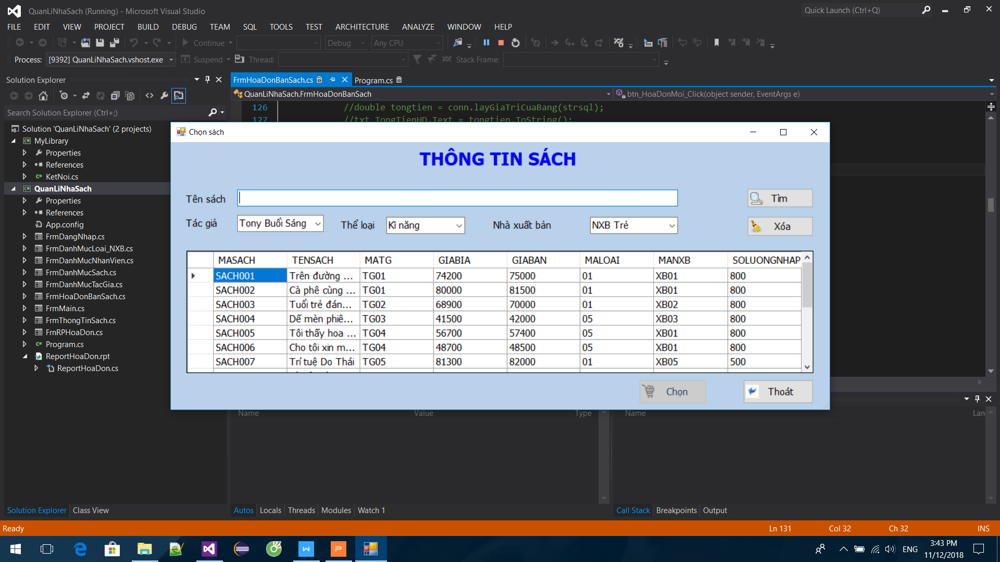 QuanLiNhaSach (Running) - Microsoft Visual Studio
Quick Launch (Ctrl+Q)
FILE EDIT VIEW PROJECT BUILD DEBUG TEAM SQL TOOLS TEST ARCHITECTURE ANALYZE WINDOW HELP
Continue Debug Any CPU
Process: [9392] QuanLiNhaSach.vshost.exe Suspend Thread: Stack Frame:
Solution Explorer
FrmHoaDonBanSach.cs Program.cs
QuanLiNhaSach.FrmHoaDonBanSach btn_HoaDonMoi_Click(object sender, EventArgs e)
Search Solution Explorer (Ctrl+;)
126 //double tongtien = conn.layGiaTriCuaBang(strsql);
127 //txt_TongTienHD.Text = tongtien.ToString();
Solution 'QuanLiNhaSach' (2 projects)
MyLibrary
Properties
References
KetNoi.cs
QuanLiNhaSach
Properties
References
App.config
FrmDangNhap.cs
FrmDanhMucLoai_NXB.cs
FrmDanhMucNhanVien.cs
FrmDanhMucSach.cs
FrmDanhMucTacGia.cs
FrmHoaDonBanSach.cs
FrmMain.cs
FrmThongTinSach.cs
FrnRPHoaDon.cs
Program.cs
ReportHoaDon.rpt
ReportHoaDon.cs
Chọn sách
THÔNG TIN SÁCH
Tên sách Tìm
Tác giả Tony Buổi Sáng Thể loại Kĩ năng Nhà xuất bản NXB Trẻ Xóa
MASACH TENSACH MATG GIABIA GIABAN MALOAI MANXB SOLUONGNHAP
SACH001 Trên đường ... TG01 74200 75000 01 XB01 800
SACH002 Cà phê cùng ... TG01 80000 81500 01 XB01 800
SACH003 Tuổi trẻ đán... TG02 68900 70000 01 XB02 800
SACH004 Dế mèn phiê... TG03 41500 42000 05 XB03 800
SACH005 Tôi thấy hoa ... TG04 56700 57400 05 XB01 800
SACH006 Cho tôi xin m... TG04 48700 48500 05 XB01 800
SACH007 Trí tuệ Do Thái TG05 81300 82000 01 XB05 500
Chọn Thoát
Name Value Type
Name Lan
Solution Explorer Class View
Autos Locals Threads Modules Watch 1
Call Stack Breakpoints Output
Ready Ln 131 Col 32 Ch 32 INS
ENG
3:43 PM
11/12/2018